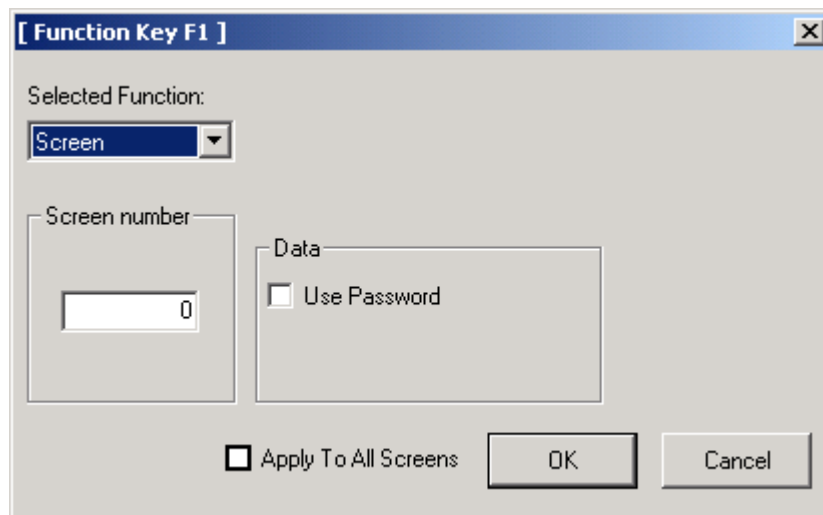 [ Function Key F1 ]
Selected Function:
Screen
Screen number
0
Data
Use Password
Apply To All Screens
OK
Cancel